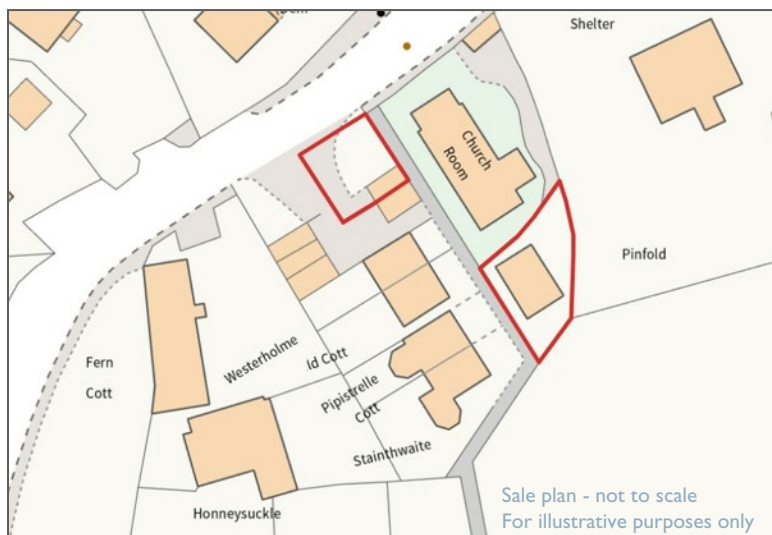 Shelter
Church
Room
Pinfold
Fern
Cott
Westerholme
ld Cott
Pipistrelle
Cott
Stainthwaite
Honneysuckle
Sale plan - not to scale
For illustrative purposes only